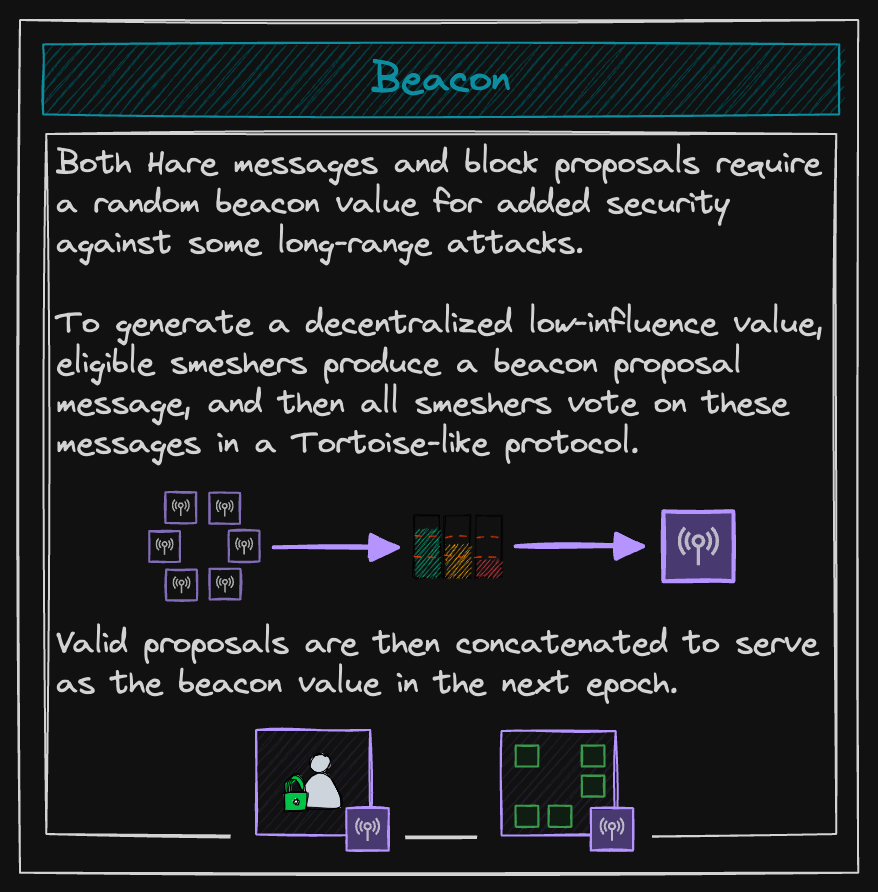 Beacon
Both Hare messages and block proposals require
a random beacon value for added security
against some long-range attacks.
To generate a decentralized low-influence value,
eligible smeshers produce a beacon proposal
message, and then all smeshers vote on these
messages in a Tortoise-like protocol.
Valid proposals are then concatenated to serve
as the beacon value in the next epoch.